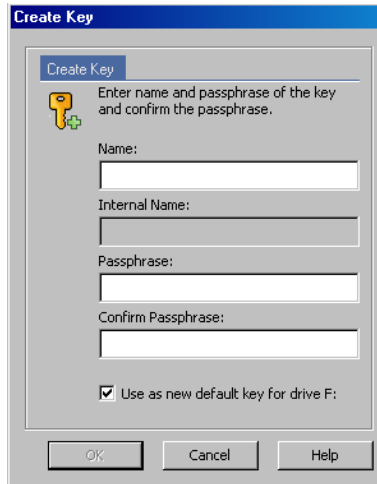 Create Key
Create Key
Enter name and passphrase of the key
and confirm the passphrase.
Name:
Internal Name:
Passphrase:
Confirm Passphrase:
Use as new default key for drive F:
OK Cancel Help